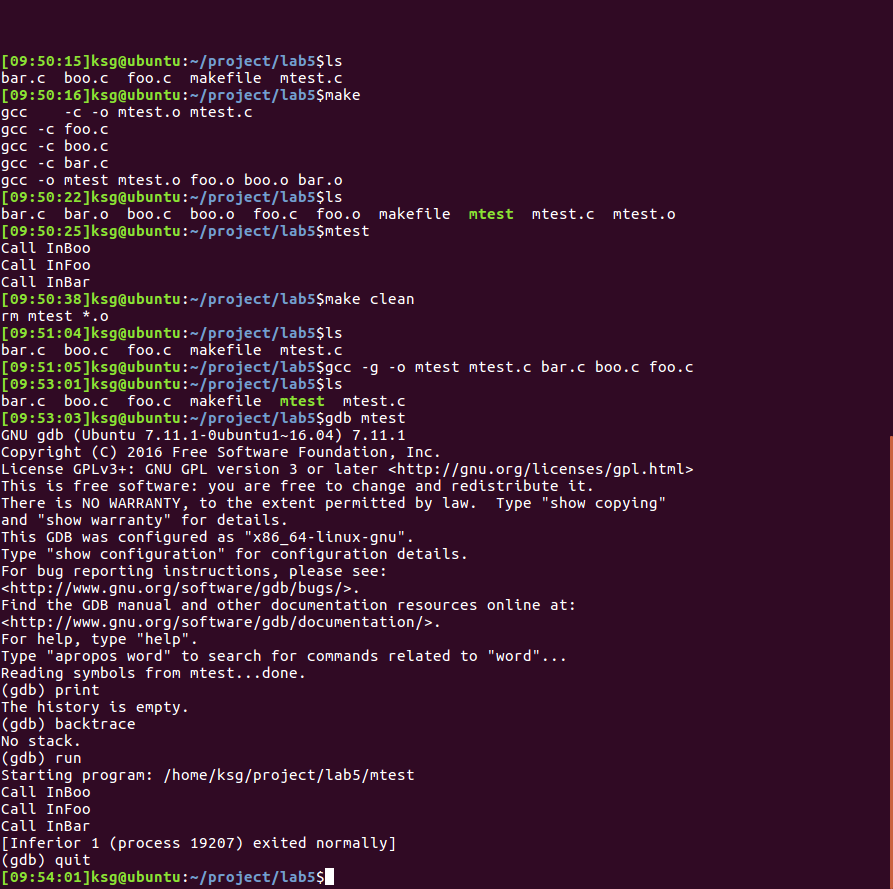 [09:50:15]ksg@ubuntu:~/project/lab5$ls
bar.c  boo.c  foo.c  makefile  mtest.c
[09:50:16]ksg@ubuntu:~/project/lab5$make
gcc    -c -o mtest.o mtest.c
gcc -c foo.c
gcc -c boo.c
gcc -c bar.c
gcc -o mtest mtest.o foo.o boo.o bar.o
[09:50:22]ksg@ubuntu:~/project/lab5$ls
bar.c  bar.o  boo.c  boo.o  foo.c  foo.o  makefile  mtest  mtest.c  mtest.o
[09:50:25]ksg@ubuntu:~/project/lab5$mtest
Call InBoo
Call InFoo
Call InBar
[09:50:38]ksg@ubuntu:~/project/lab5$make clean
rm mtest *.o
[09:51:04]ksg@ubuntu:~/project/lab5$ls
bar.c  boo.c  foo.c  makefile  mtest.c
[09:51:05]ksg@ubuntu:~/project/lab5$gcc -g -o mtest mtest.c bar.c boo.c foo.c
[09:53:01]ksg@ubuntu:~/project/lab5$ls
bar.c  boo.c  foo.c  makefile  mtest  mtest.c
[09:53:03]ksg@ubuntu:~/project/lab5$gdb mtest
GNU gdb (Ubuntu 7.11.1-0ubuntu1~16.04) 7.11.1
Copyright (C) 2016 Free Software Foundation, Inc.
License GPLv3+: GNU GPL version 3 or later <http://gnu.org/licenses/gpl.html>
This is free software: you are free to change and redistribute it.
There is NO WARRANTY, to the extent permitted by law.  Type "show copying"
and "show warranty" for details.
This GDB was configured as "x86_64-linux-gnu".
Type "show configuration" for configuration details.
For bug reporting instructions, please see:
<http://www.gnu.org/software/gdb/bugs/>.
Find the GDB manual and other documentation resources online at:
<http://www.gnu.org/software/gdb/documentation/>.
For help, type "help".
Type "apropos word" to search for commands related to "word"...
Reading symbols from mtest...done.
(gdb) print
The history is empty.
(gdb) backtrace
No stack.
(gdb) run
Starting program: /home/ksg/project/lab5/mtest
Call InBoo
Call InFoo
Call InBar
[Inferior 1 (process 19207) exited normally]
(gdb) quit
[09:54:01]ksg@ubuntu:~/project/lab5$